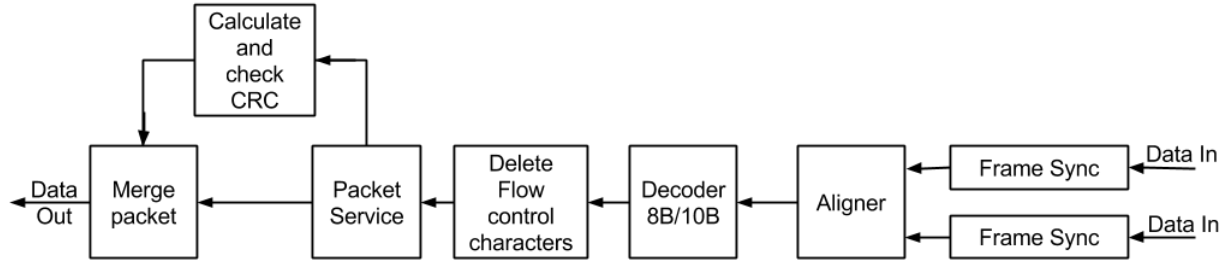 Calculate
and
check
CRC
Data
Out
Merge
packet
Packet
Service
Delete
Flow
control
characters
Decoder
8B/10B
Aligner
Frame Sync
Data In
Frame Sync
Data In